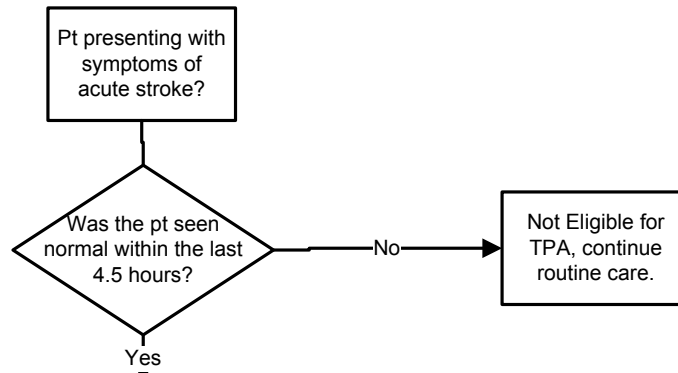 Pt presenting with
symptoms of
acute stroke?
Was the pt seen
normal within the last
4.5 hours?
No
Not Eligible for
TPA, continue
routine care.
Yes